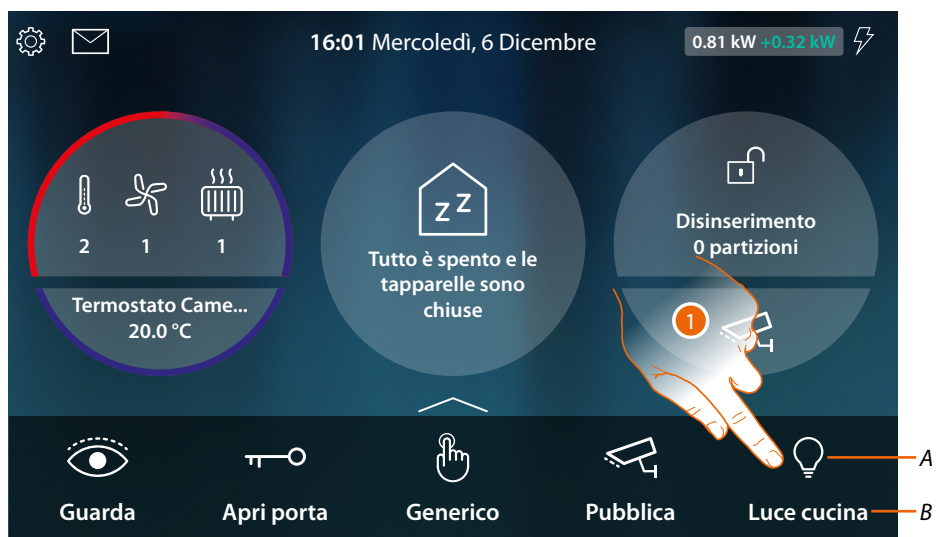 16:01 Mercoledì, 6 Dicembre
0.81 kW +0.32 kW
2 1 1
Termostato Came...
20.0 °C
z Z
Tutto è spento e le
tapparelle sono
chiuse
Disinserimento
0 partizioni
1
A
Guarda
Apri porta
Generico
Pubblica
Luce cucina
B